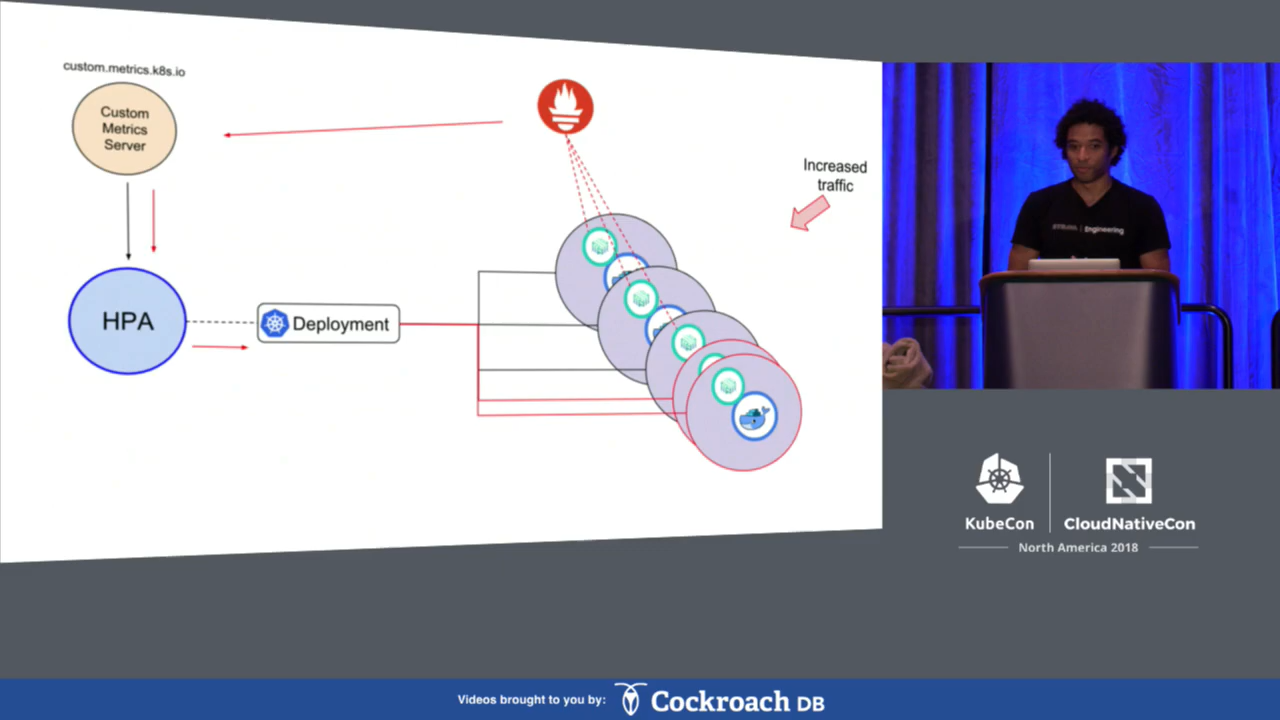 custom.metrics.k8s.io
Custom
Metrics
Server
Increased
traffic
HPA
Deployment
Engineering
KubeCon
CloudNativeCon
North America 2018
Videos brought to you by:
Cockroach DB